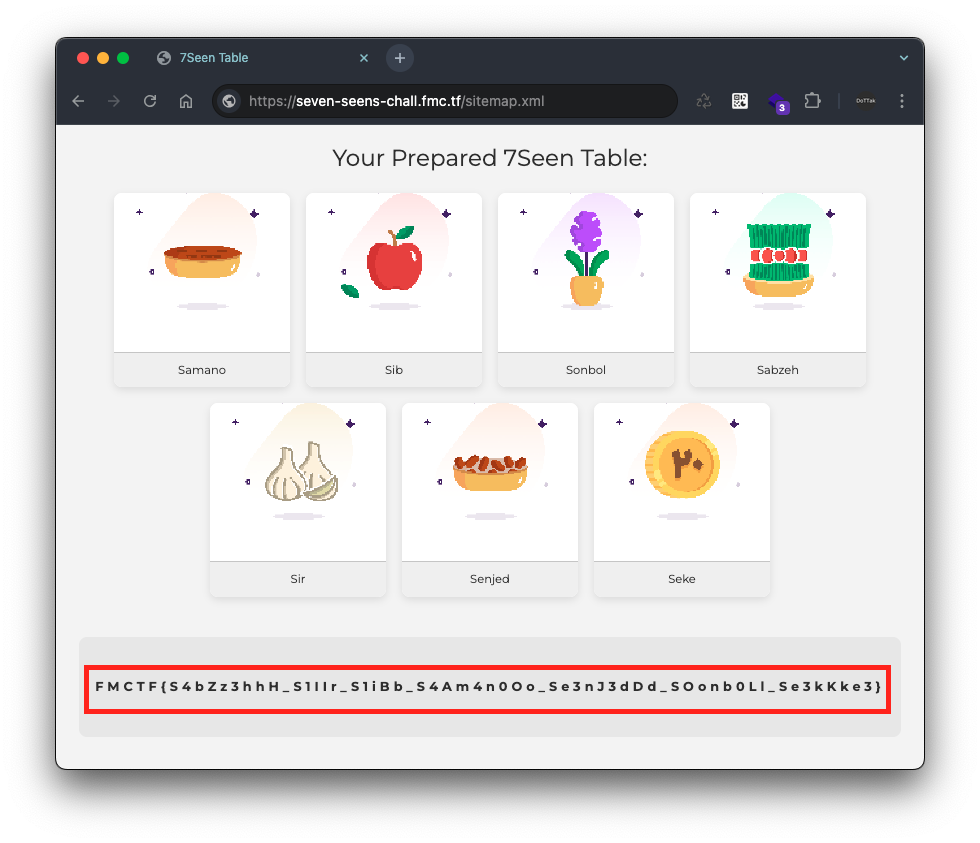 7Seen Table
https://seven-seens-chall.fmc.tf/sitemap.xml
3
DoTTak
Your Prepared 7Seen Table:
Samano
Sib
Sonbol
Sabzeh
۲۰
Sir
Senjed
Seke
FMCTF{S4bZz3hhH_S1IIr_S1iBb_S4Am4n0Oo_Se3nJ3dDd_SOonb0Ll_Se3kKke3}